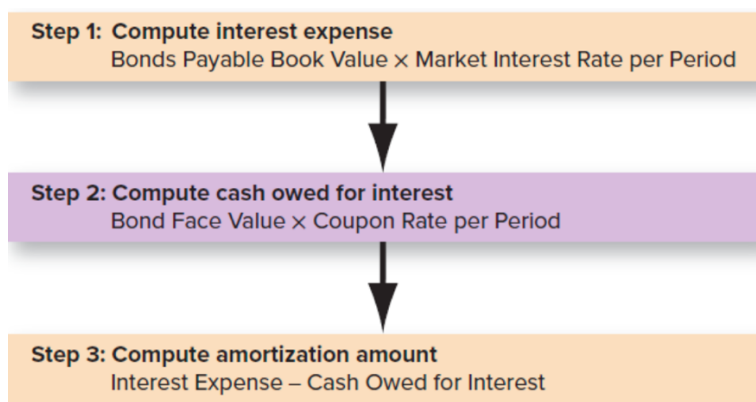 Step 1: Compute interest expense
Bonds Payable Book Value × Market Interest Rate per Period
Step 2: Compute cash owed for interest
Bond Face Value × Coupon Rate per Period
Step 3: Compute amortization amount
Interest Expense – Cash Owed for Interest